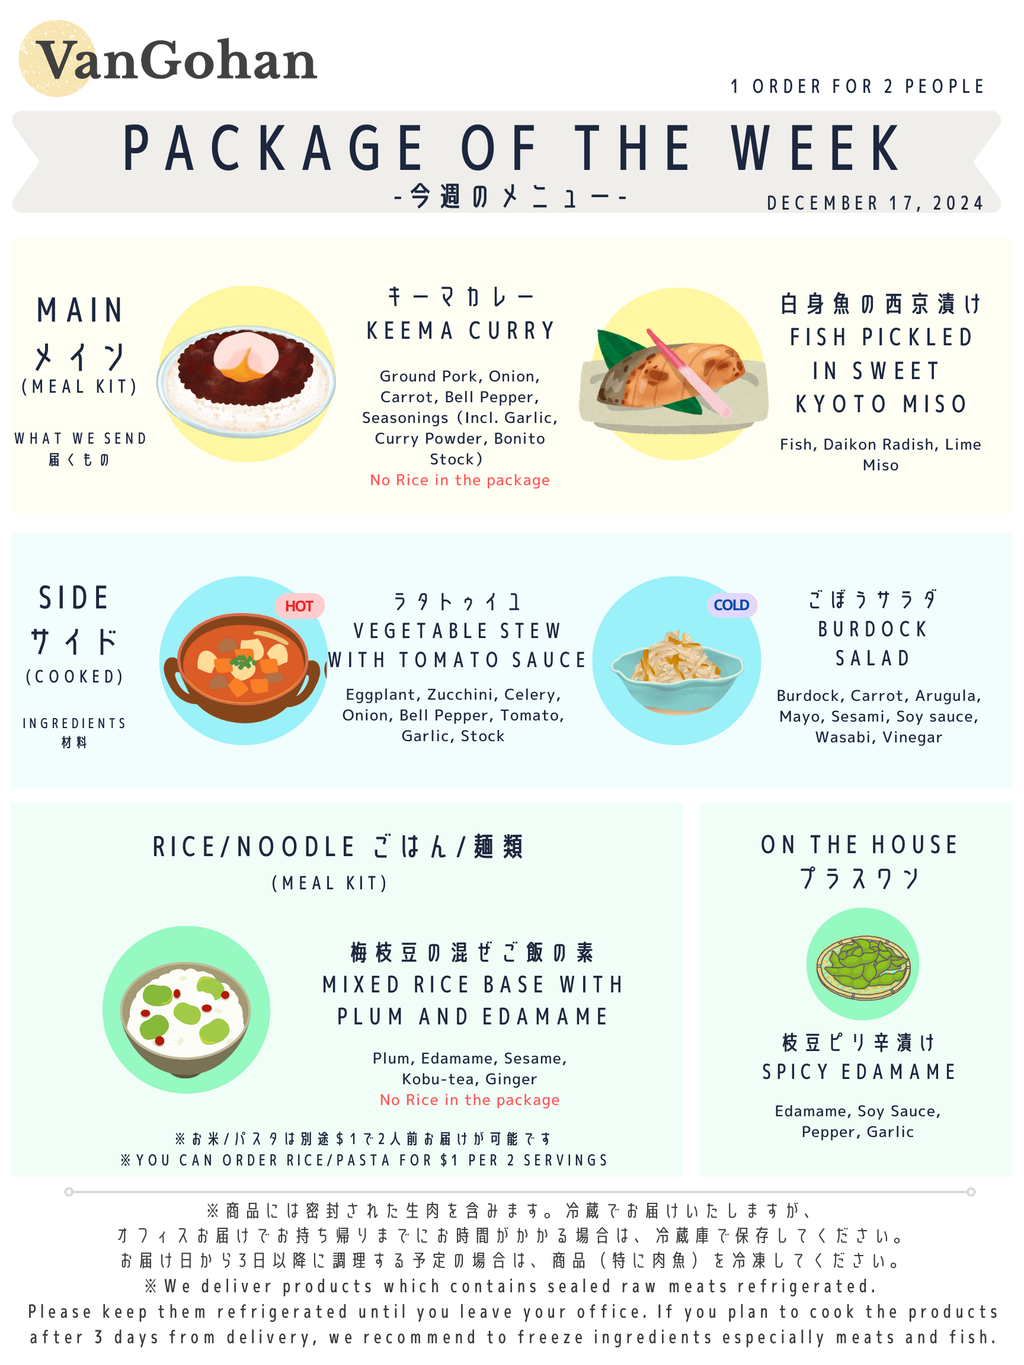 VanGohan
1 ORDER FOR 2 PEOPLE
PACKAGE OF THE WEEK
-今週のメニュー-
DECEMBER 17, 2024
MAIN
メイン
(MEAL KIT)
WHAT WE SEND
届くもの
キーマカレー
KEEMA CURRY
Ground Pork, Onion,
Carrot, Bell Pepper,
Seasonings (Incl. Garlic,
Curry Powder, Bonito
Stock)
No Rice in the package
白身魚の西京漬け
FISH PICKLED
IN SWEET
KYOTO MISO
Fish, Daikon Radish, Lime
Miso
SIDE
サイド
(COOKED)
INGREDIENTS
材料
HOT
ラタトゥイユ
VEGETABLE STEW
WITH TOMATO SAUCE
Eggplant, Zucchini, Celery,
Onion, Bell Pepper, Tomato,
Garlic, Stock
COLD
ごぼうサラダ
BURDOCK
SALAD
Burdock, Carrot, Arugula,
Mayo, Sesami, Soy sauce,
Wasabi, Vinegar
RICE/NOODLE ごはん/麺類
(MEAL KIT)
梅枝豆の混ぜご飯の素
MIXED RICE BASE WITH
PLUM AND EDAMAME
Plum, Edamame, Sesame,
Kobu-tea, Ginger
No Rice in the package
※お米/パスタは別途$1で2人前お届けが可能です
※YOU CAN ORDER RICE/PASTA FOR $1 PER 2 SERVINGS
ON THE HOUSE
プラスワン
枝豆ピリ辛漬け
SPICY EDAMAME
Edamame, Soy Sauce,
Pepper, Garlic
※商品には密封された生肉を含みます。冷蔵でお届けいたしますが、
オフィスお届けでお持ち帰りまでにお時間がかかる場合は、冷蔵庫で保存してください。
お届け日から3日以降に調理する予定の場合は、商品（特に肉魚）を冷凍してください。
※We deliver products which contains sealed raw meats refrigerated.
Please keep them refrigerated until you leave your office. If you plan to cook the products
after 3 days from delivery, we recommend to freeze ingredients especially meats and fish.